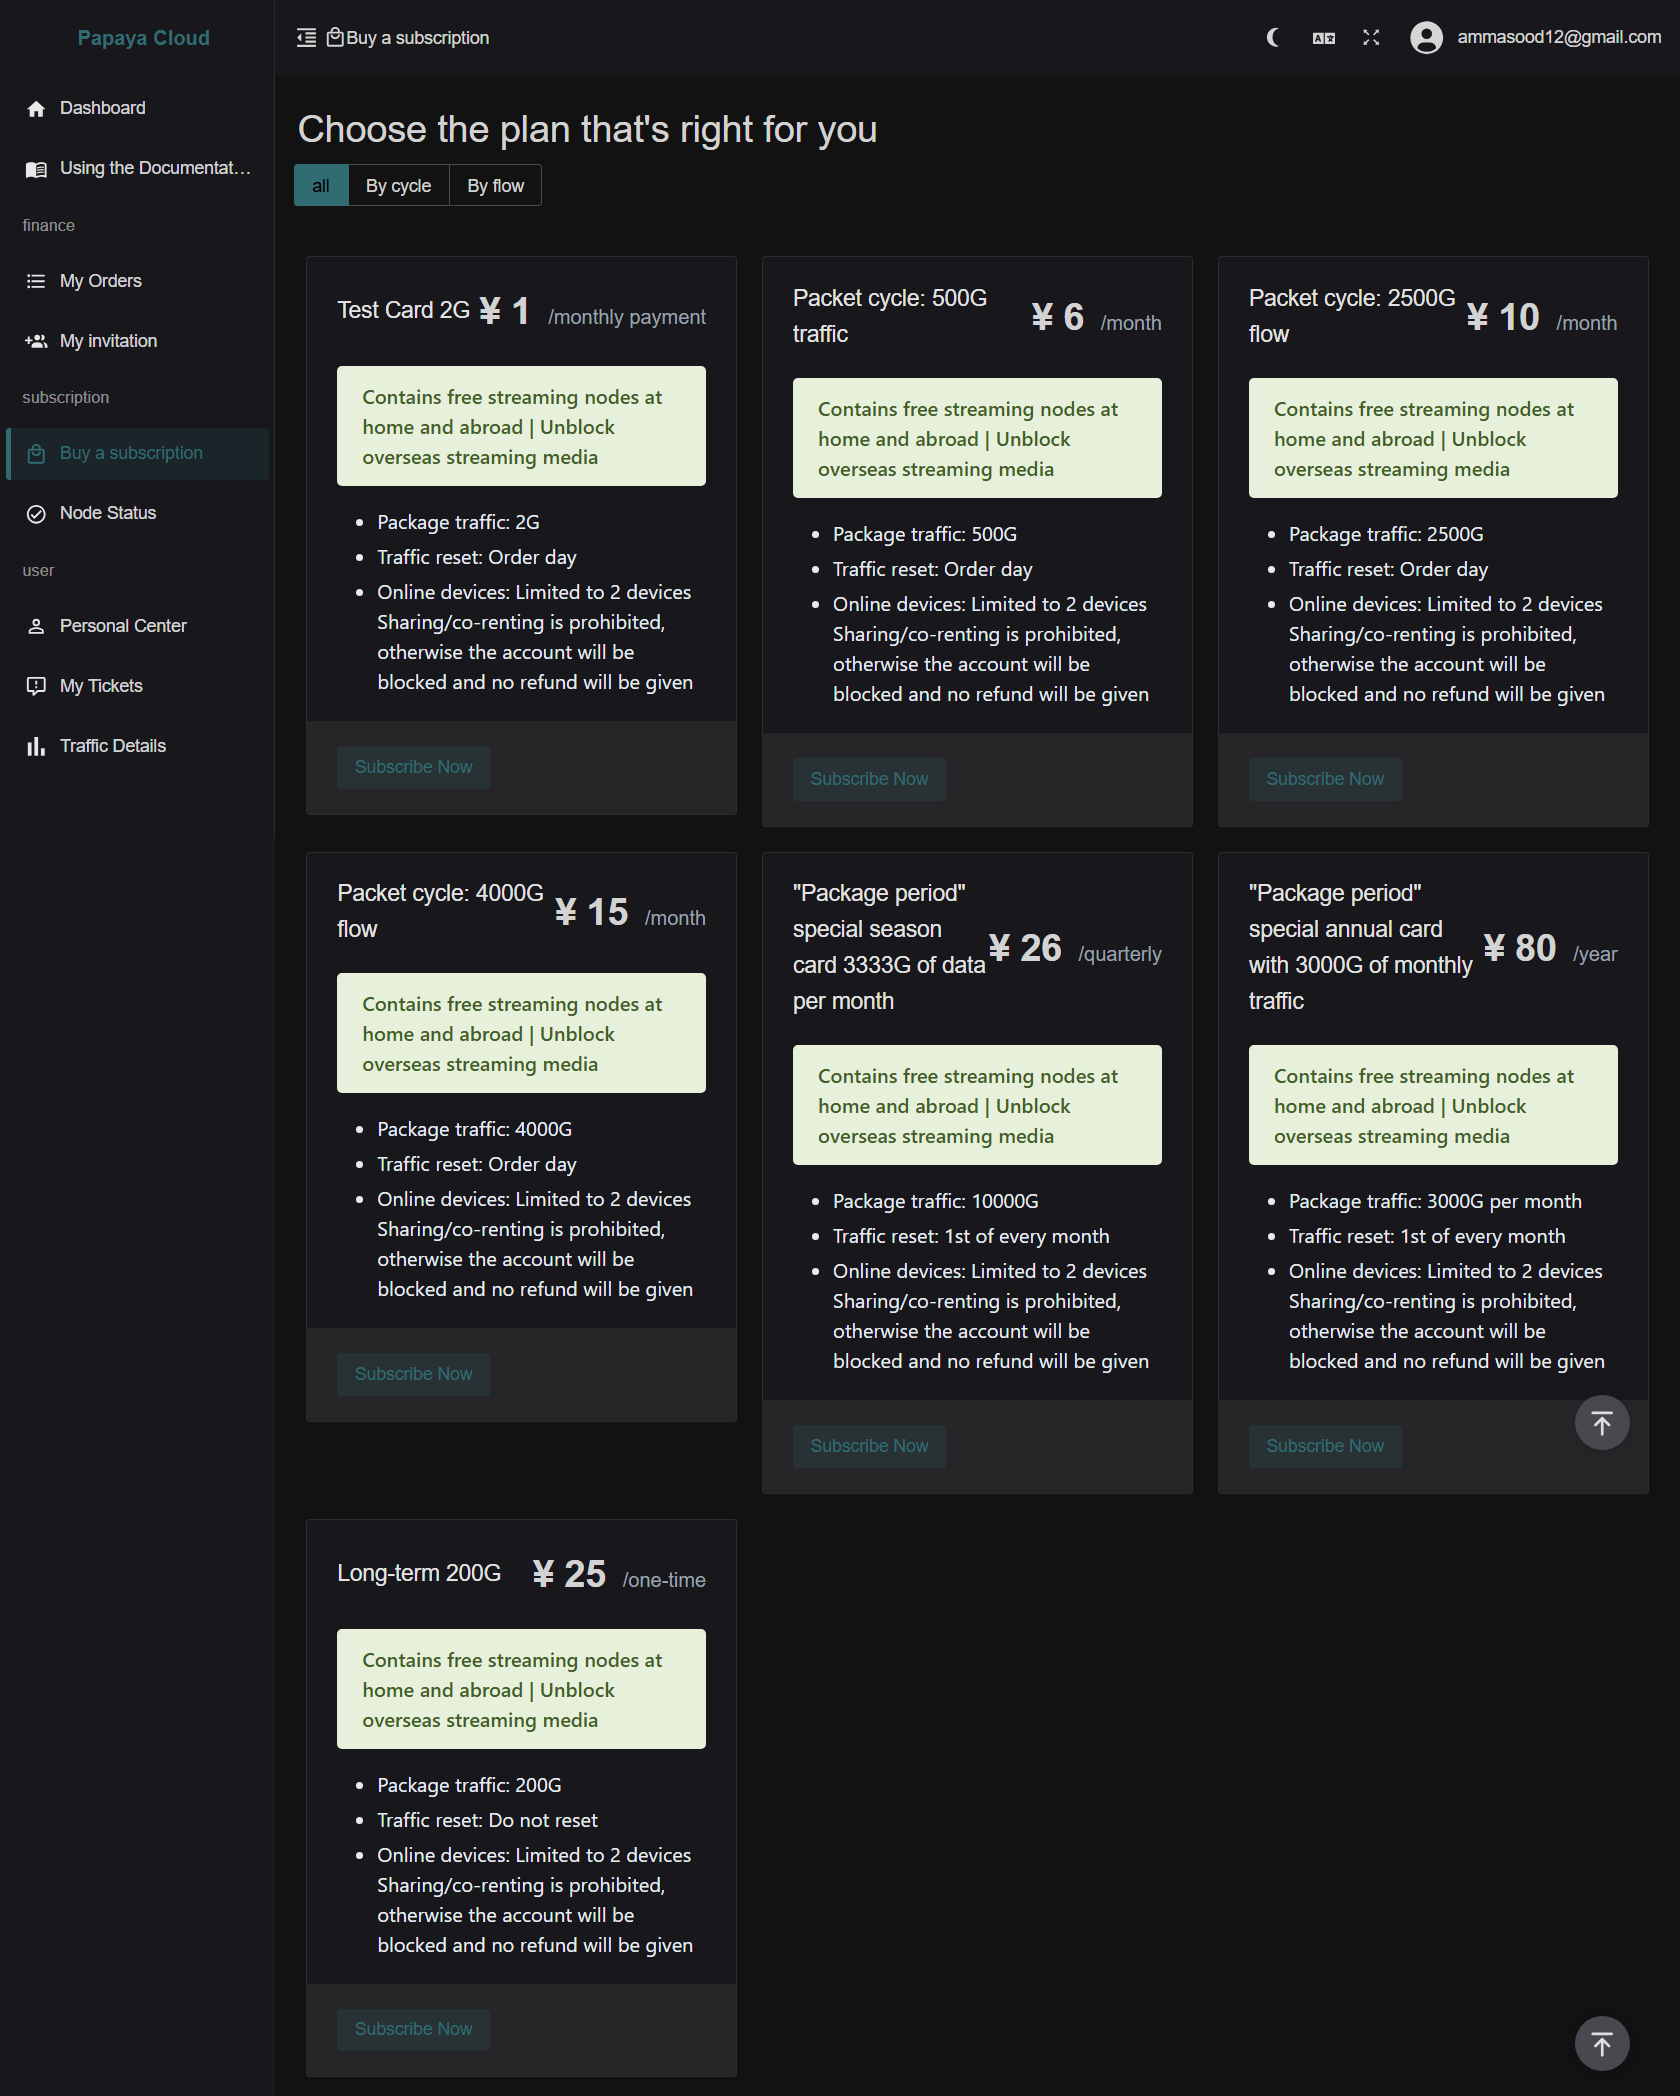 Papaya Cloud
Buy a subscription
ammasood12@gmail.com
Dashboard
Using the Documentat...
finance
My Orders
My invitation
subscription
Buy a subscription
Node Status
user
Personal Center
My Tickets
Traffic Details
Choose the plan that's right for you
all By cycle By flow
Test Card 2G ¥ 1 /monthly payment
Contains free streaming nodes at
home and abroad | Unblock
overseas streaming media
Package traffic: 2G
Traffic reset: Order day
Online devices: Limited to 2 devices
Sharing/co-renting is prohibited,
otherwise the account will be
blocked and no refund will be given
Subscribe Now
Packet cycle: 500G
traffic
¥ 6 /month
Contains free streaming nodes at
home and abroad | Unblock
overseas streaming media
Package traffic: 500G
Traffic reset: Order day
Online devices: Limited to 2 devices
Sharing/co-renting is prohibited,
otherwise the account will be
blocked and no refund will be given
Subscribe Now
Packet cycle: 2500G
flow
¥ 10 /month
Contains free streaming nodes at
home and abroad | Unblock
overseas streaming media
Package traffic: 2500G
Traffic reset: Order day
Online devices: Limited to 2 devices
Sharing/co-renting is prohibited,
otherwise the account will be
blocked and no refund will be given
Subscribe Now
Packet cycle: 4000G
flow
¥ 15 /month
Contains free streaming nodes at
home and abroad | Unblock
overseas streaming media
Package traffic: 4000G
Traffic reset: Order day
Online devices: Limited to 2 devices
Sharing/co-renting is prohibited,
otherwise the account will be
blocked and no refund will be given
Subscribe Now
"Package period"
special season
card 3333G of data
per month
¥ 26 /quarterly
Contains free streaming nodes at
home and abroad | Unblock
overseas streaming media
Package traffic: 10000G
Traffic reset: 1st of every month
Online devices: Limited to 2 devices
Sharing/co-renting is prohibited,
otherwise the account will be
blocked and no refund will be given
Subscribe Now
"Package period"
special annual card
with 3000G of monthly
traffic
¥ 80 /year
Contains free streaming nodes at
home and abroad | Unblock
overseas streaming media
Package traffic: 3000G per month
Traffic reset: 1st of every month
Online devices: Limited to 2 devices
Sharing/co-renting is prohibited,
otherwise the account will be
blocked and no refund will be given
Subscribe Now
Long-term 200G ¥ 25 /one-time
Contains free streaming nodes at
home and abroad | Unblock
overseas streaming media
Package traffic: 200G
Traffic reset: Do not reset
Online devices: Limited to 2 devices
Sharing/co-renting is prohibited,
otherwise the account will be
blocked and no refund will be given
Subscribe Now